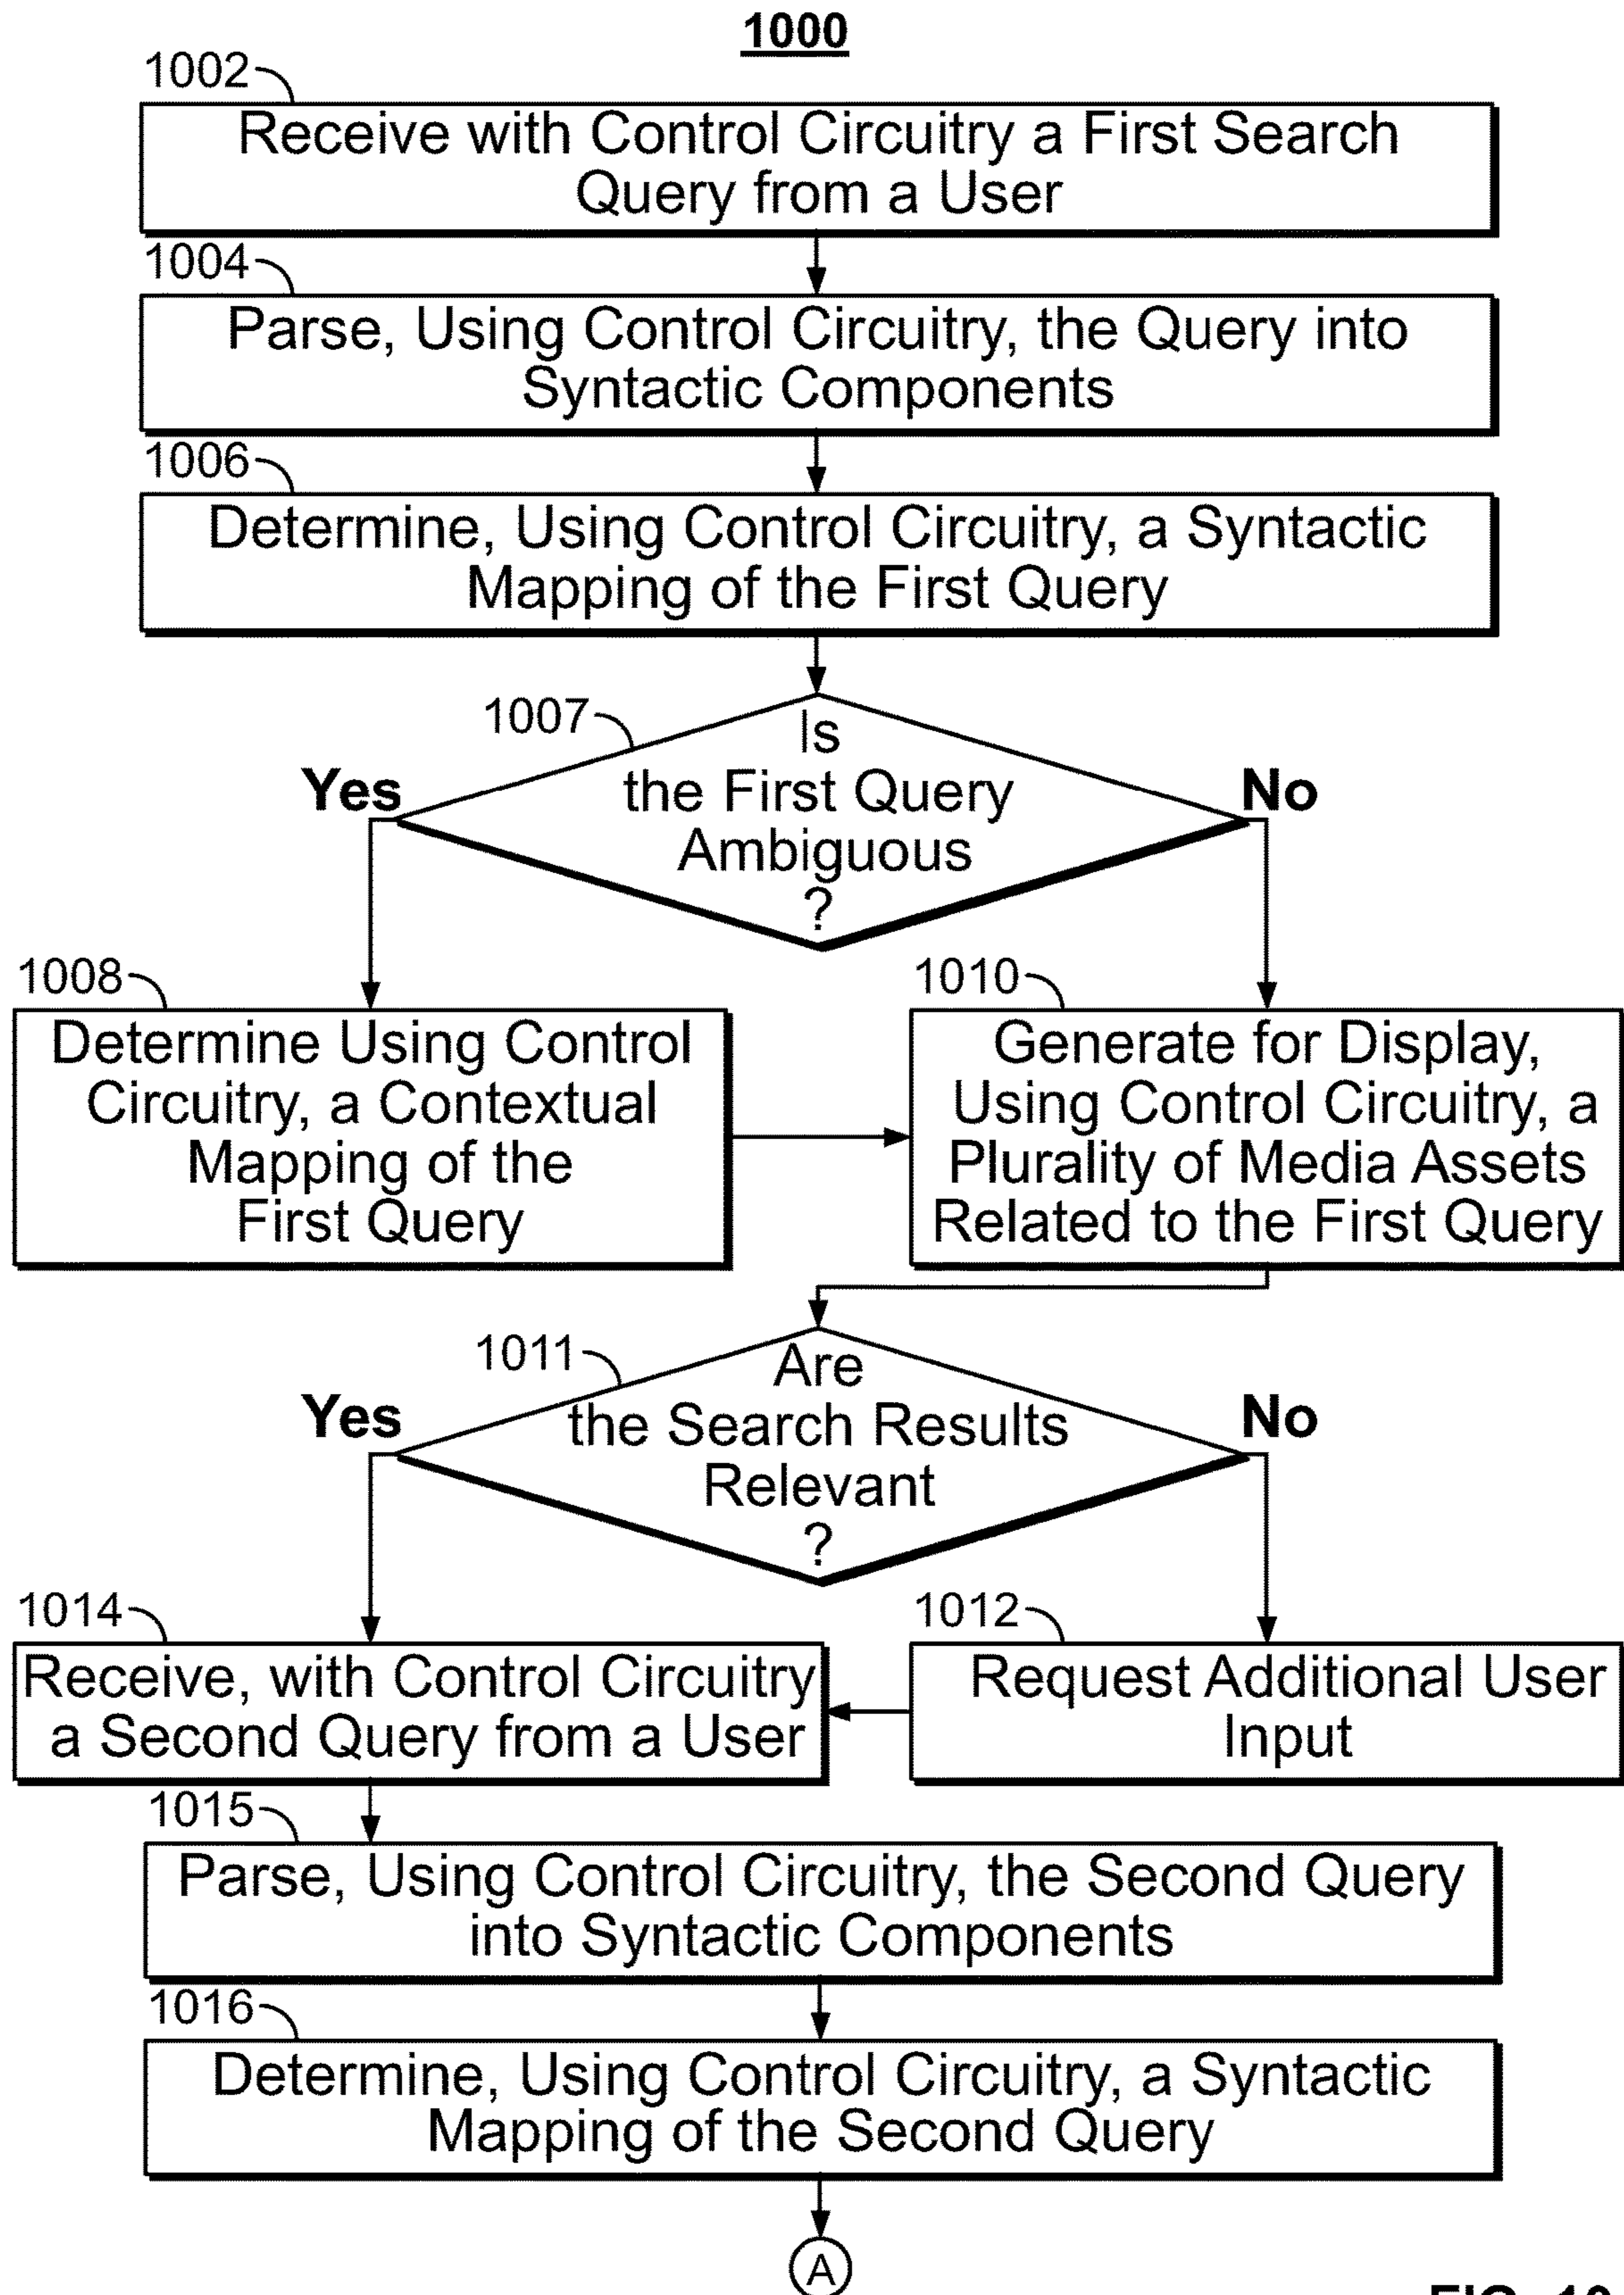 1000
1002
Receive with Control Circuitry a First Search
Query from a User
1004
Parse, Using Control Circuitry, the Query into
Syntactic Components
1006
Determine, Using Control Circuitry, a Syntactic
Mapping of the First Query
1007
Is
the First Query
Ambiguous
?
Yes
No
1008
Determine Using Control
Circuitry, a Contextual
Mapping of the
First Query
1010
Generate for Display,
Using Control Circuitry, a
Plurality of Media Assets
Related to the First Query
1011
Are
the Search Results
Relevant
?
Yes
No
1014
Receive, with Control Circuitry
a Second Query from a User
1012
Request Additional User
Input
1015
Parse, Using Control Circuitry, the Second Query
into Syntactic Components
1016
Determine, Using Control Circuitry, a Syntactic
Mapping of the Second Query
A